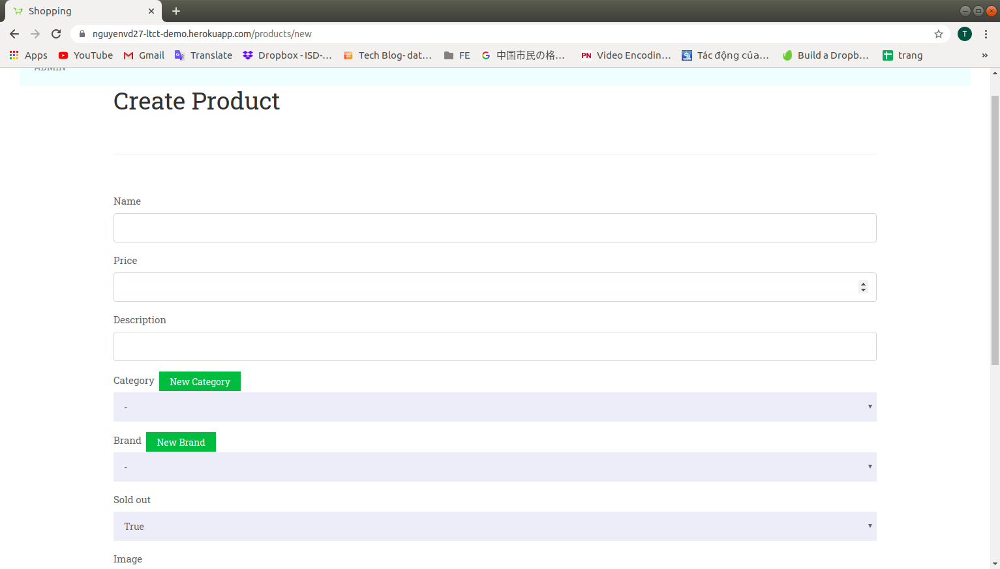 Shopping
nguyenvd27-ltct-demo.herokuapp.com/products/new
T
Apps YouTube Gmail Translate Dropbox - ISD-... Tech Blog- dat... FE 中国市民の格... PN Video Encodin... Tác động của... Build a Dropb... trang »
ADMIN
Create Product
Name
Price
Description
Category New Category
-
Brand New Brand
-
Sold out
True
Image